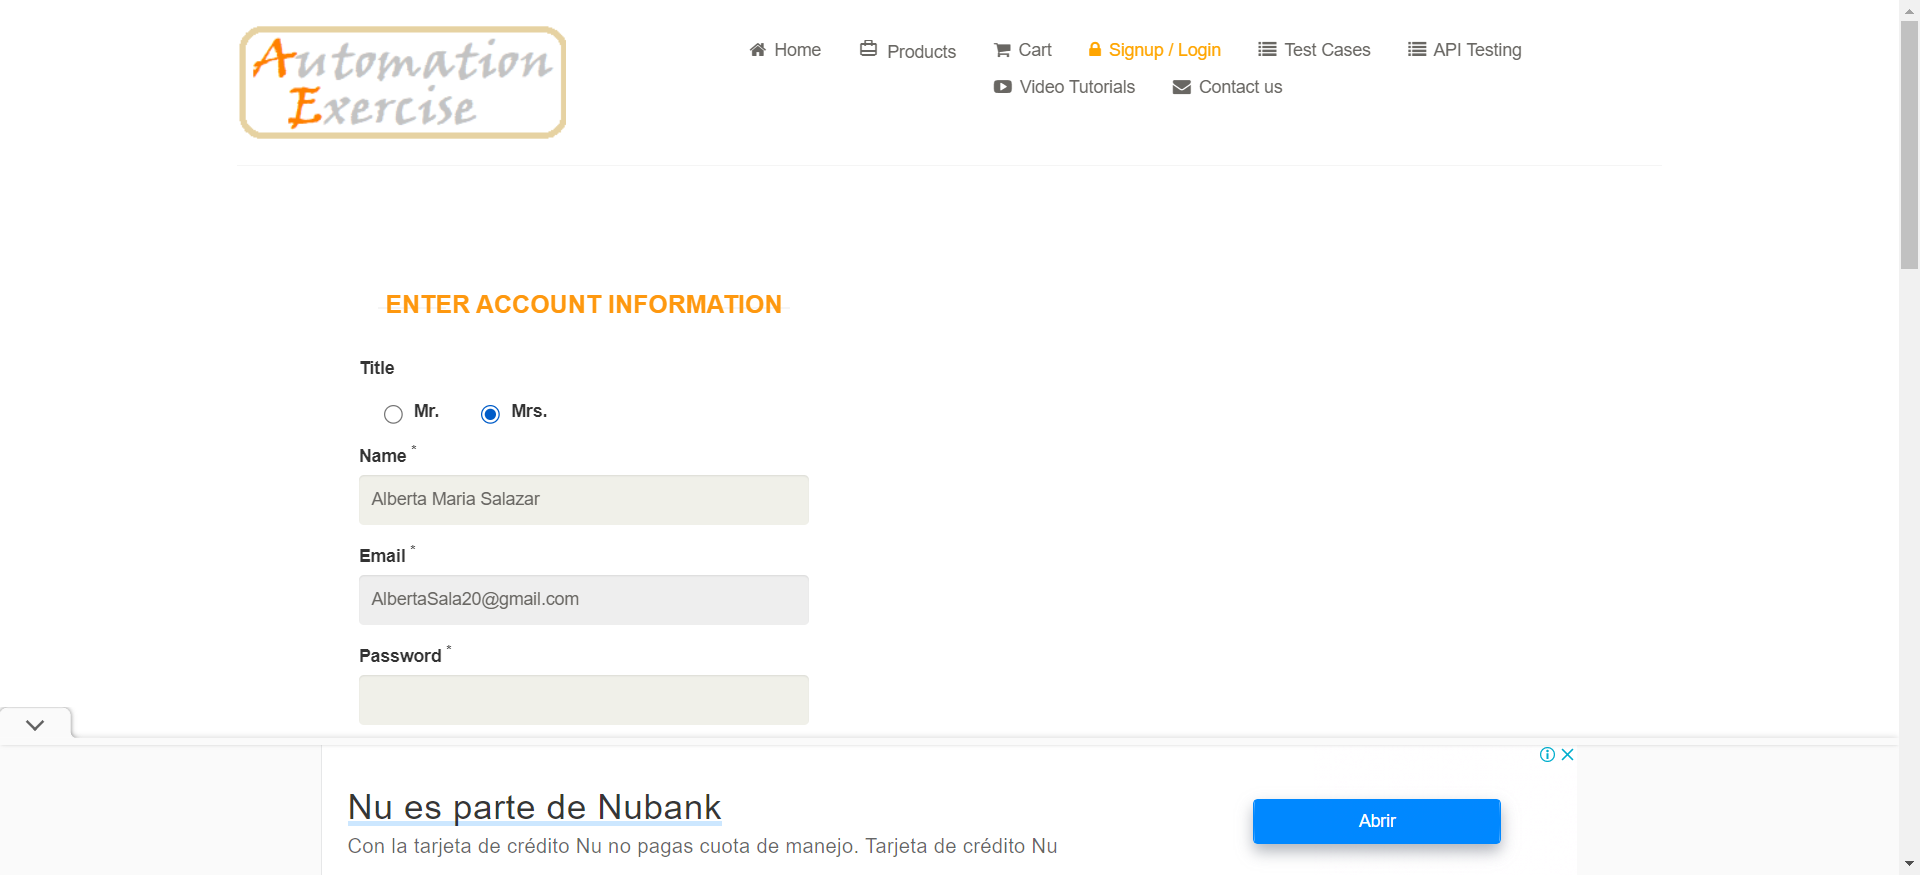 Automation
Exercise
Home
Products
Cart
Signup / Login
Test Cases
API Testing
Video Tutorials
Contact us
ENTER ACCOUNT INFORMATION
Title
Mr.
Mrs.
Name *
Alberta Maria Salazar
Email *
AlbertaSala20@gmail.com
Password *
Nu es parte de Nubank
Con la tarjeta de crédito Nu no pagas cuota de manejo. Tarjeta de crédito Nu
Abrir